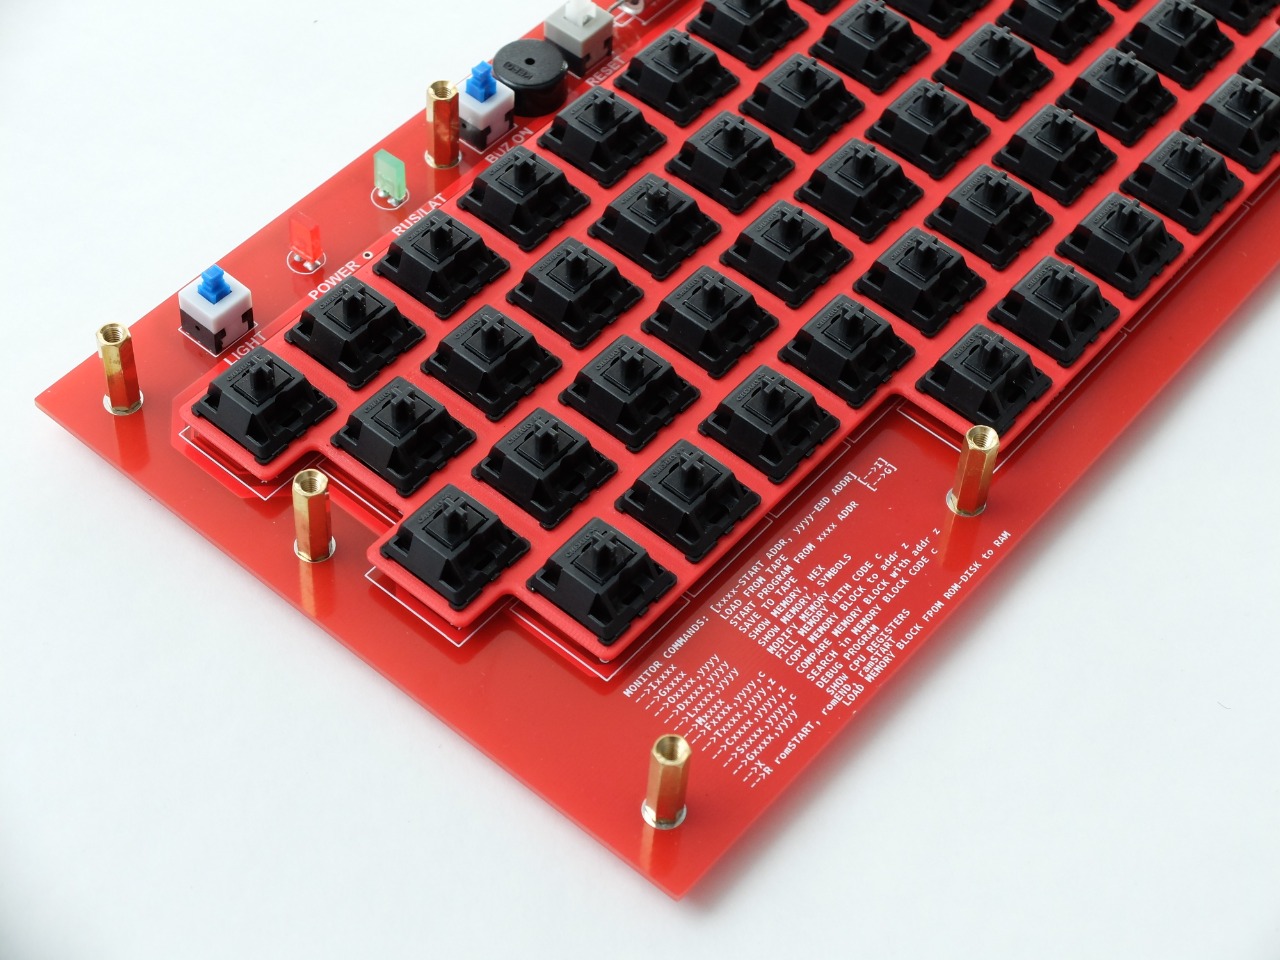 RESET
BUZ ON
RUS/LAT
POWER
LIGHT
MONITOR COMMANDS: [xxxx-START ADDR, yyyy-END ADDR]
-->Ixxxx LOAD FROM TAPE [-->I]
-->Gxxxx START PROGRAM FROM xxxx ADDR [-->G]
-->Oxxxx,yyyy SAVE TO TAPE
-->Dxxxx,yyyy SHOW MEMORY, HEX
-->Lxxxx,yyyy SHOW MEMORY, SYMBOLS
-->Mxxxx MODIFY MEMORY
-->Fxxxx,yyyy,c FILL MEMORY WITH CODE c
-->Txxxx,yyyy,z COPY MEMORY BLOCK to addr z
-->Cxxxx,yyyy,z COMPARE MEMORY BLOCK with addr z
-->Sxxxx,yyyy,c SEARCH in MEMORY BLOCK CODE c
-->Gxxxx,yyyy DEBUG PROGRAM
-->X SHOW CPU REGISTERS
-->R romSTART, romEND, ramSTART
LOAD MEMORY BLOCK FROM ROM-DISK to RAM